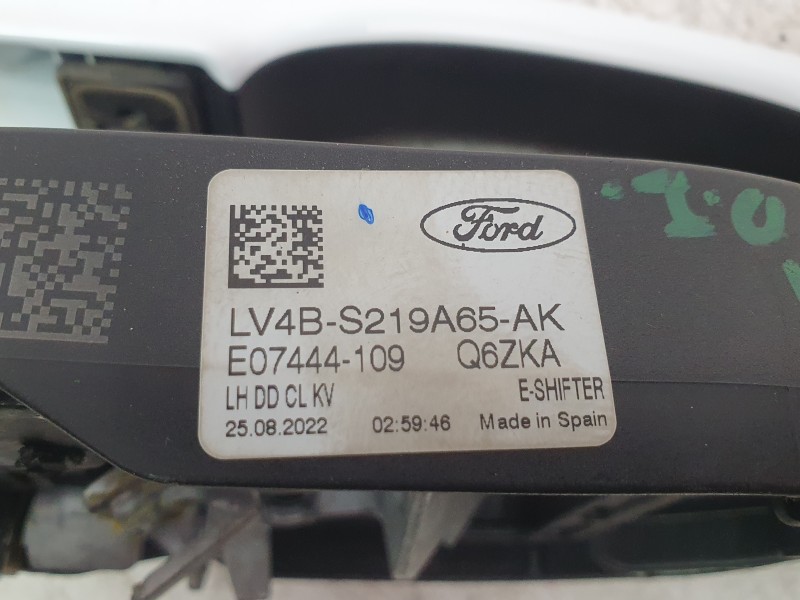 Ford
LV4B-S219A65-AK
E07444-109 Q6ZKA
LH DD CL KV E-SHIFTER
25.08.2022 02:59:46 Made in Spain